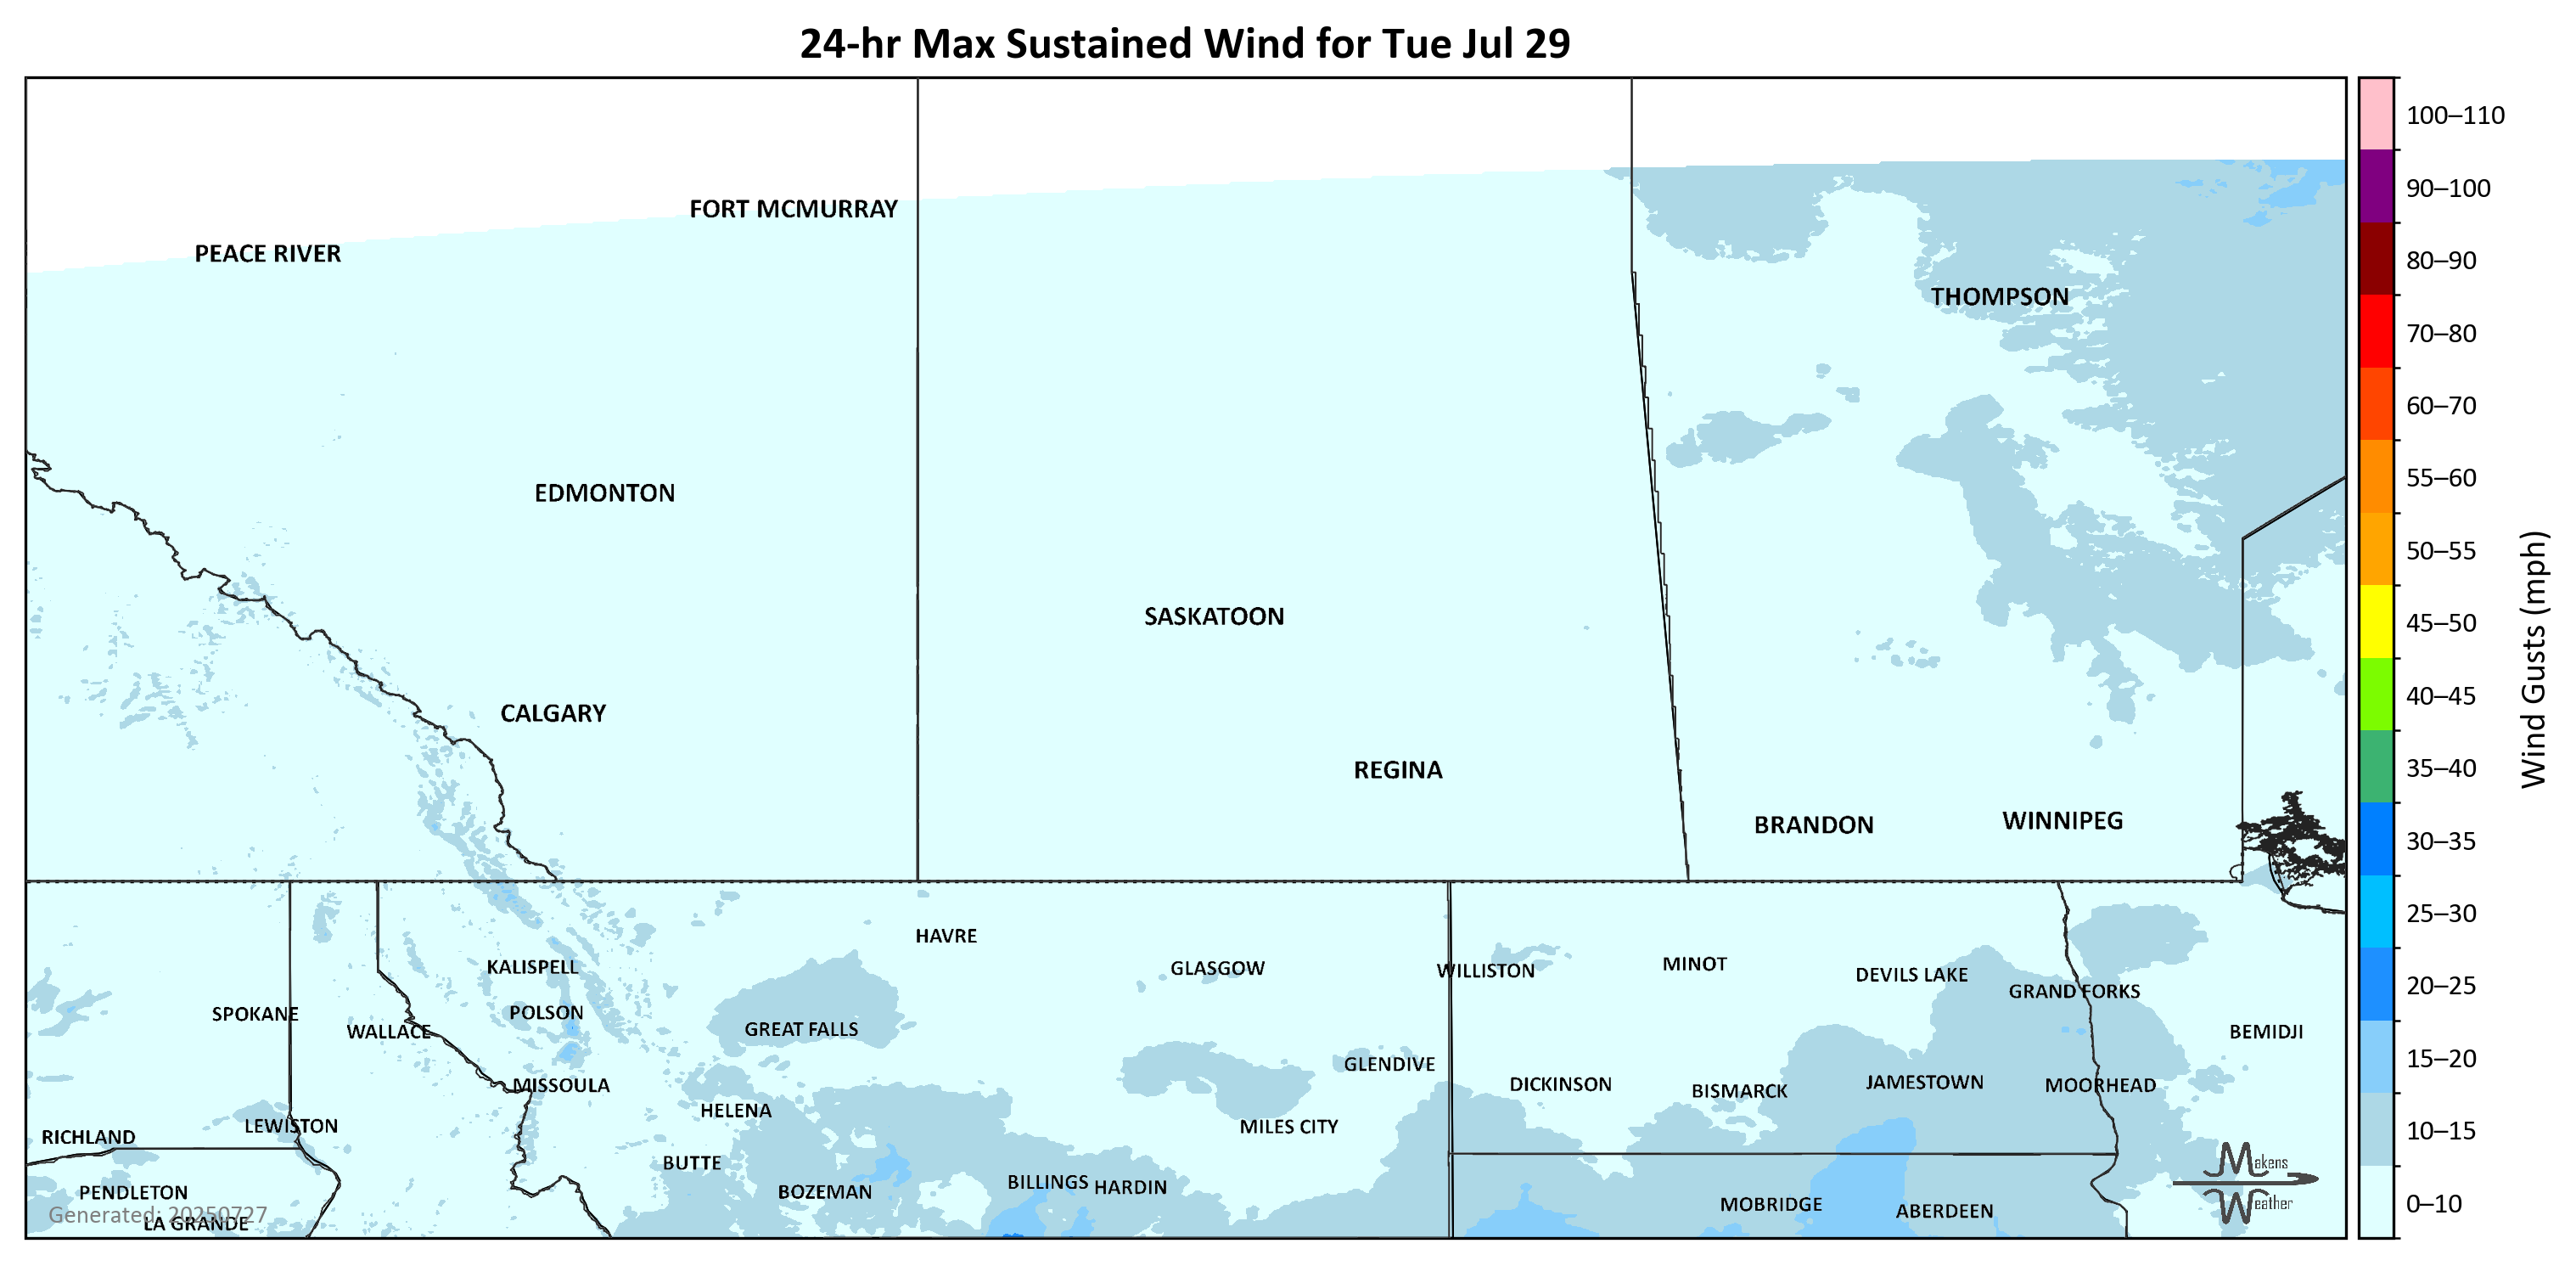 24-hr Max Sustained Wind for Tue Jul 29
100–110
90–100
80–90
70–80
60–70
55–60
50–55
45–50
40–45
35–40
30–35
25–30
20–25
15–20
10–15
0–10
Wind Gusts (mph)
FORT MCMURRAY
PEACE RIVER
THOMPSON
EDMONTON
SASKATOON
CALGARY
REGINA
BRANDON
WINNIPEG
HAVRE
KALISPELL
GLASGOW
WILLISTON
MINOT
DEVILS LAKE
GRAND FORKS
SPOKANE
POLSON
WALLACE
GREAT FALLS
BEMIDJI
GLENDIVE
MISSOULA
DICKINSON
BISMARCK
JAMESTOWN
MOORHEAD
HELENA
LEWISTON
MILES CITY
RICHLAND
BUTTE
PENDLETON
BOZEMAN
BILLINGS
HARDIN
MOBRIDGE
ABERDEEN
LA GRANDE
Generated: 20250727
Makens
Weather